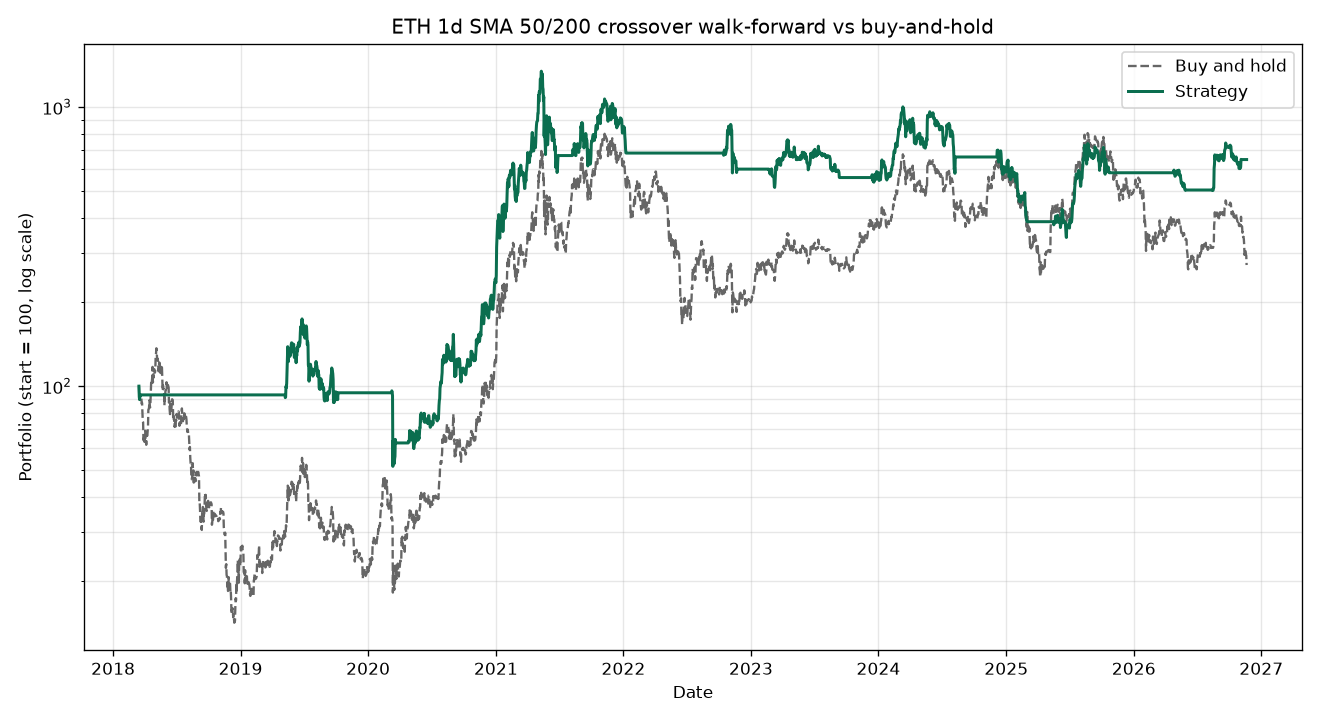 ETH 1d SMA 50/200 crossover walk-forward vs buy-and-hold
Buy and hold
Strategy
Portfolio (start = 100, log scale)
10³
10²
2018 2019 2020 2021 2022 2023 2024 2025 2026 2027
Date